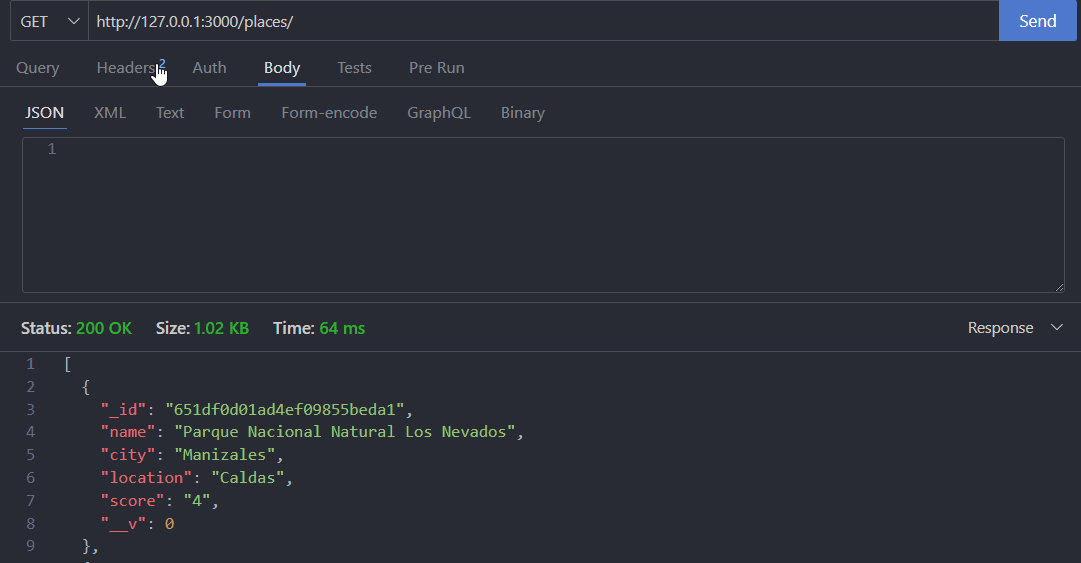 GET http://127.0.0.1:3000/places/ Send
Query Headers 2 Auth Body Tests Pre Run
JSON XML Text Form Form-encode GraphQL Binary
1
Status: 200 OK Size: 1.02 KB Time: 64 ms Response
1 [
2 {
3 "_id": "651df0d01ad4ef09855beda1",
4 "name": "Parque Nacional Natural Los Nevados",
5 "city": "Manizales",
6 "location": "Caldas",
7 "score": "4",
8 "__v": 0
9 },